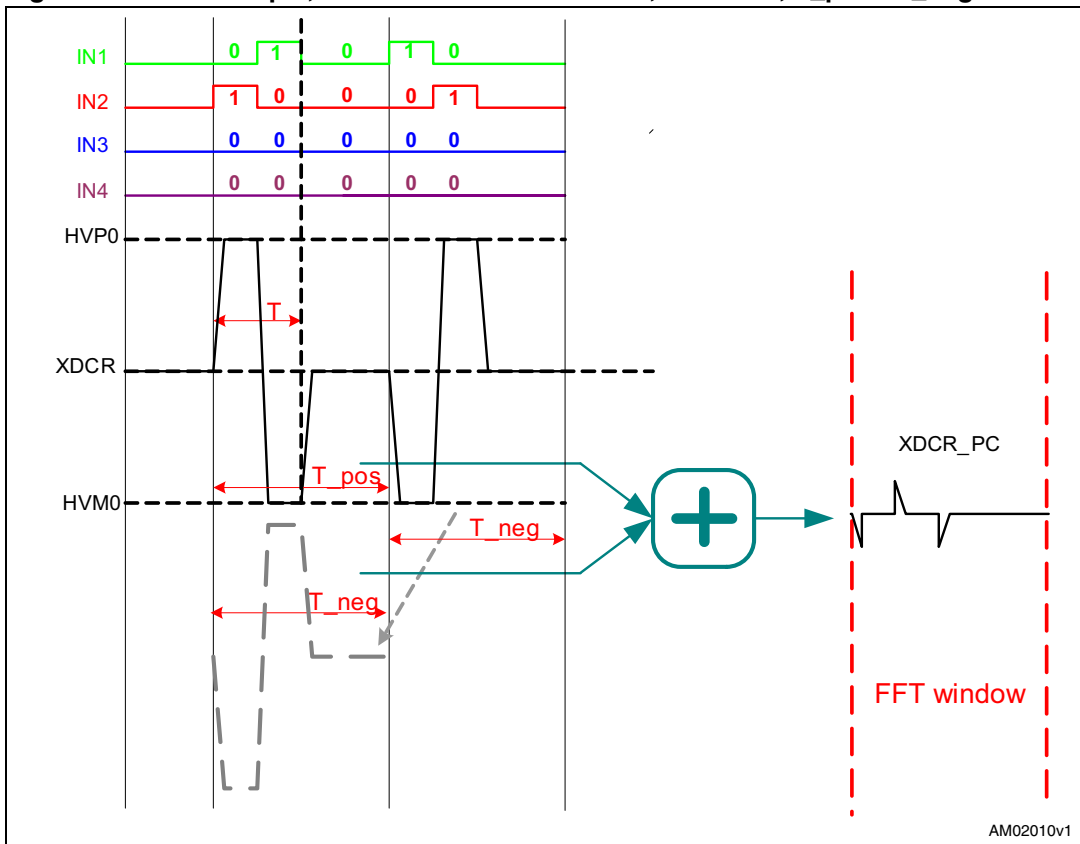 IN1 0 1 0 1 0
IN2 1 0 0 0 1
IN3 0 0 0 0 0
IN4 0 0 0 0 0
HVP0
T
XDCR
XDCR_PC
T_pos
HVM0
T_neg
T_neg
FFT window
AM02010v1